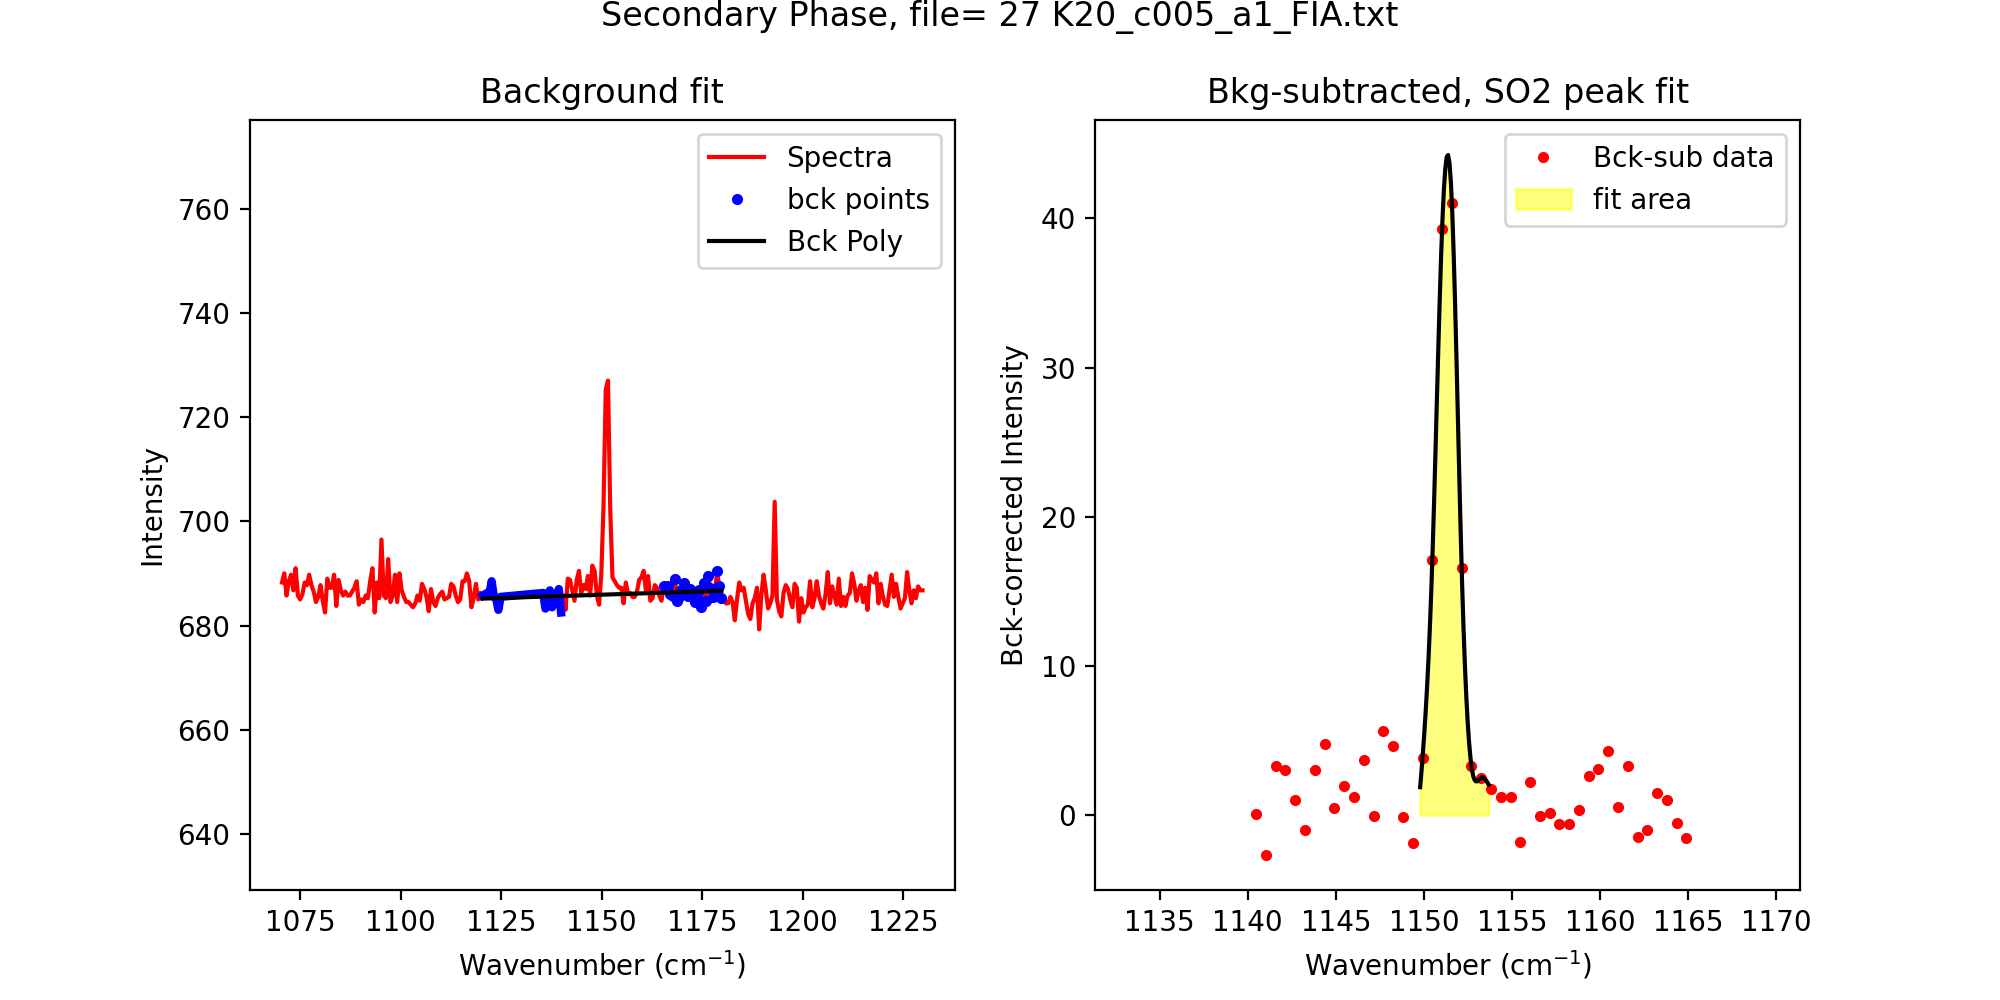 Secondary Phase, file= 27 K20_c005_a1_FIA.txt
Background fit
Spectra
bck points
Bck Poly
760
740
720
700
680
660
640
Intensity
1075 1100 1125 1150 1175 1200 1225
Wavenumber (cm⁻¹)
Bkg-subtracted, SO2 peak fit
Bck-sub data
fit area
40
30
20
10
0
Bck-corrected Intensity
1135 1140 1145 1150 1155 1160 1165 1170
Wavenumber (cm⁻¹)